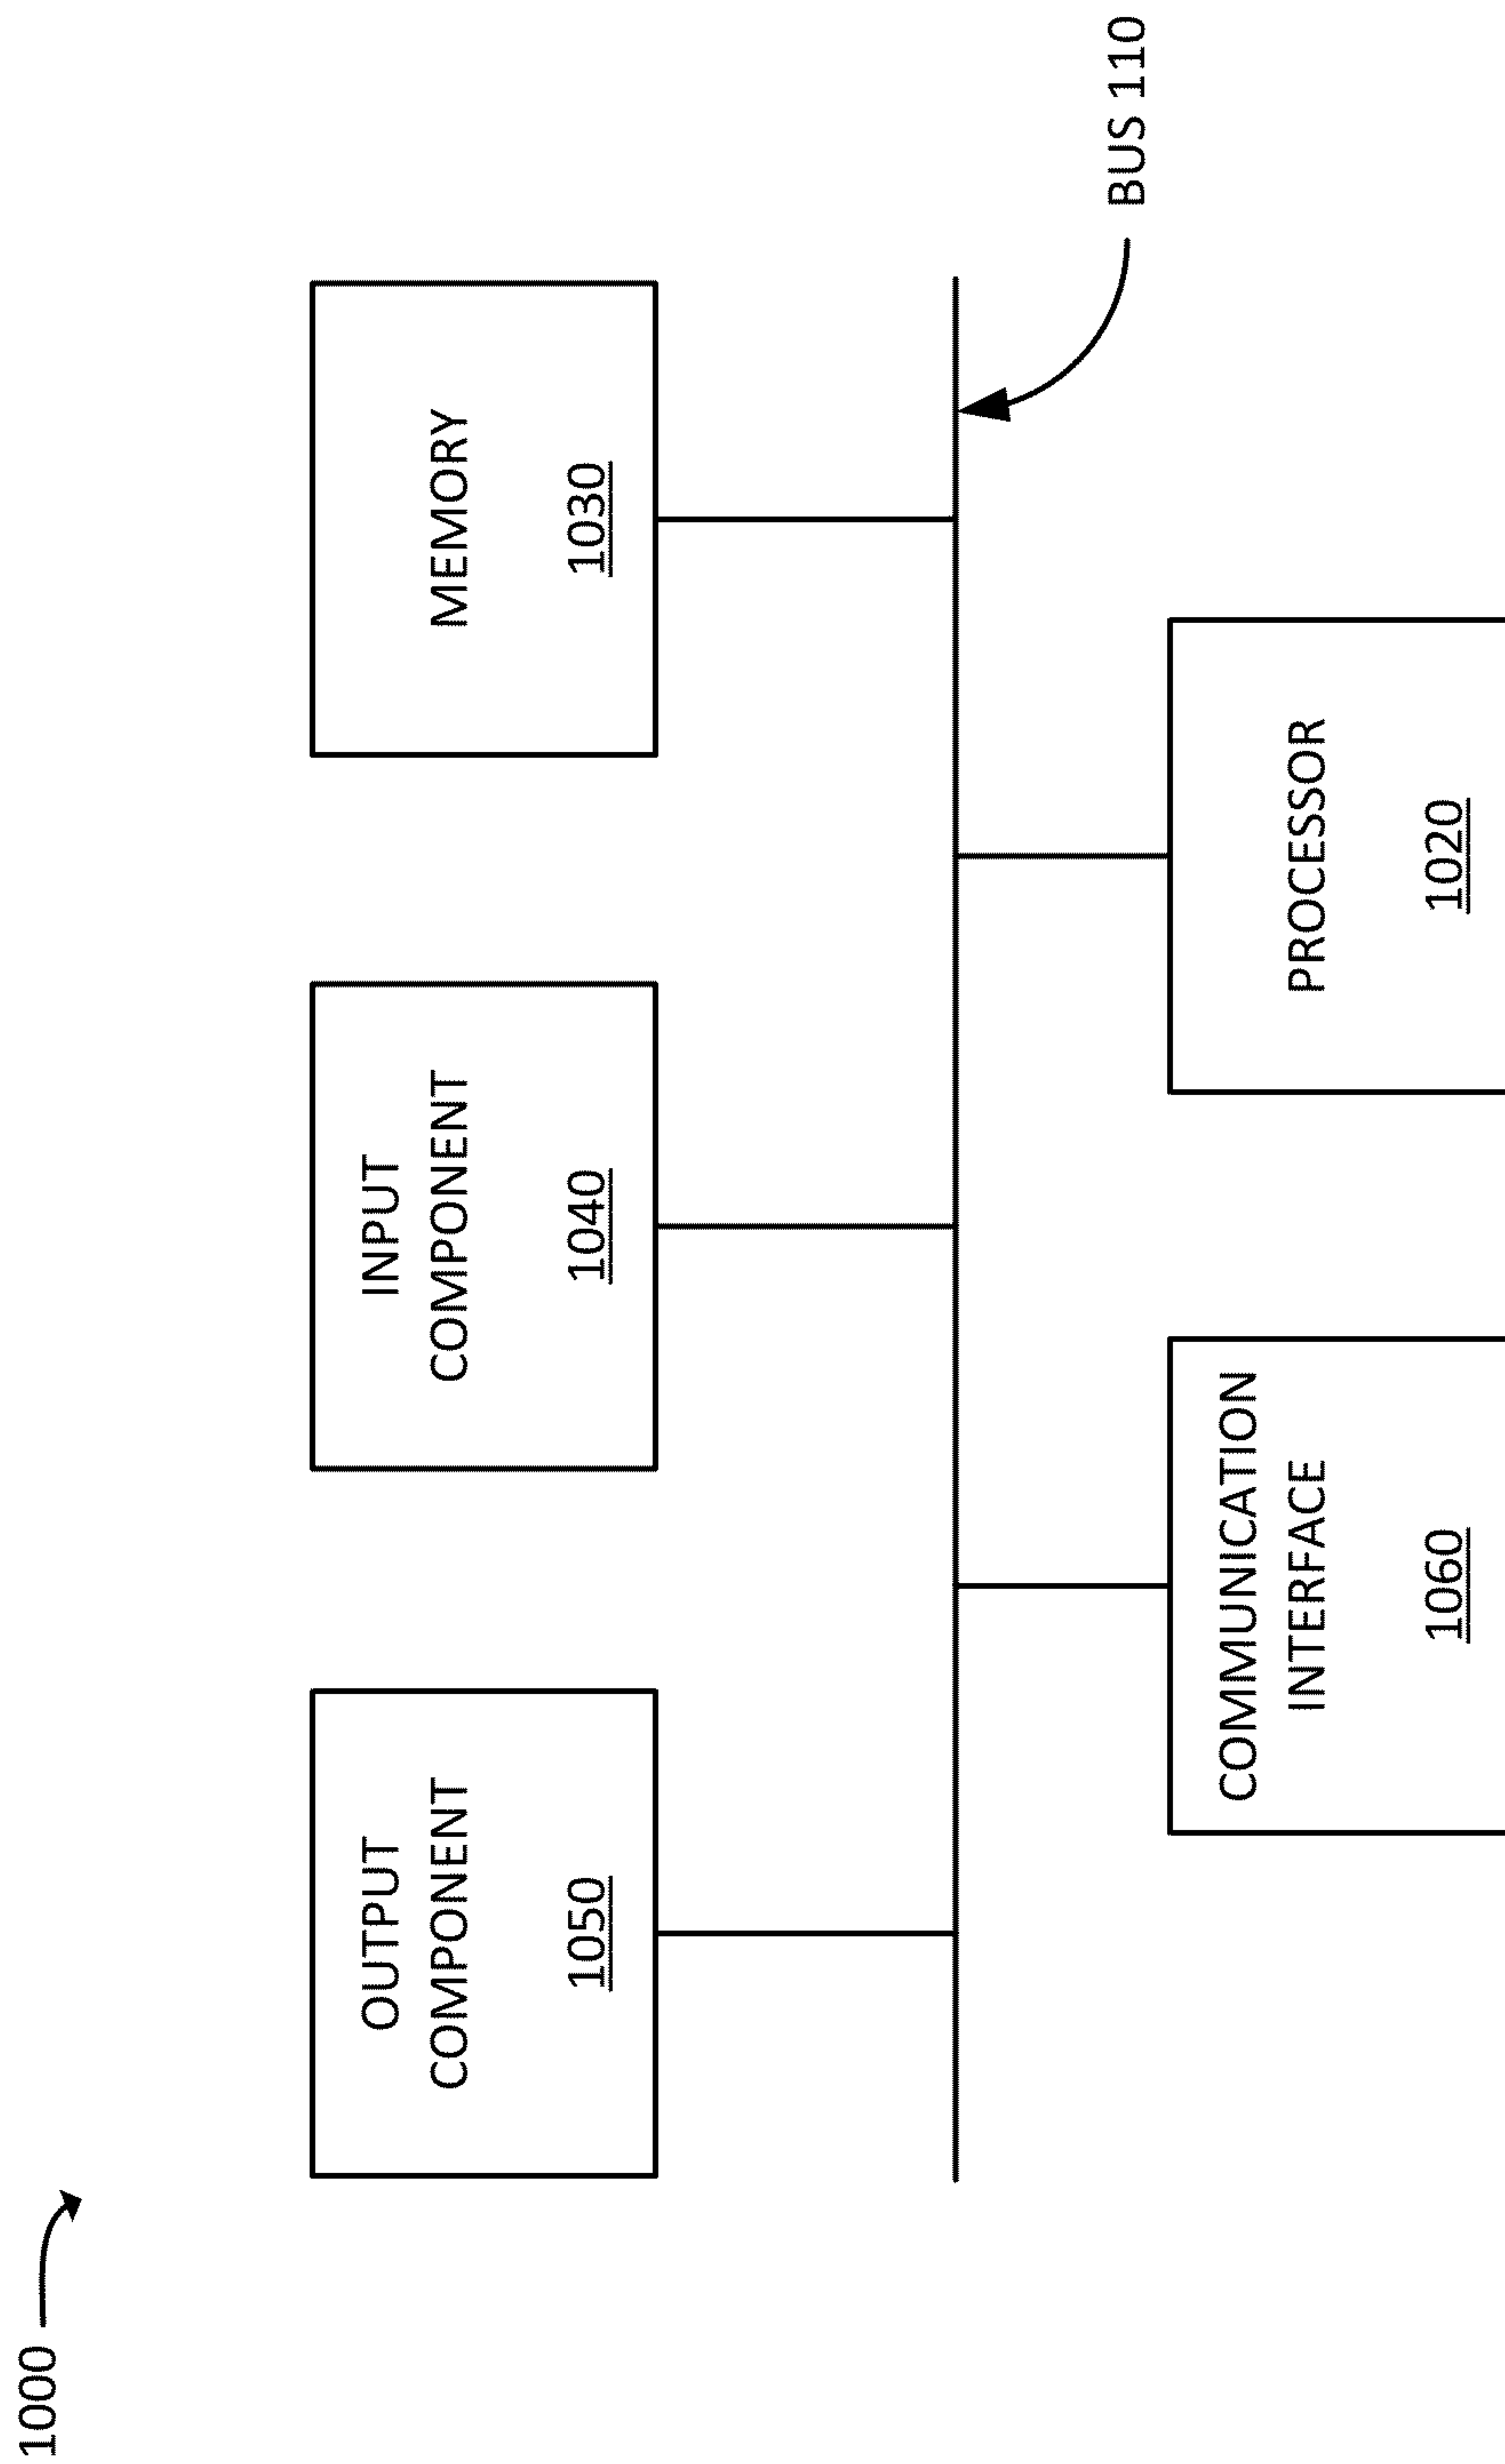 1000
OUTPUT
COMPONENT
1050
INPUT
COMPONENT
1040
MEMORY
1030
BUS 110
COMMUNICATION
INTERFACE
1060
PROCESSOR
1020